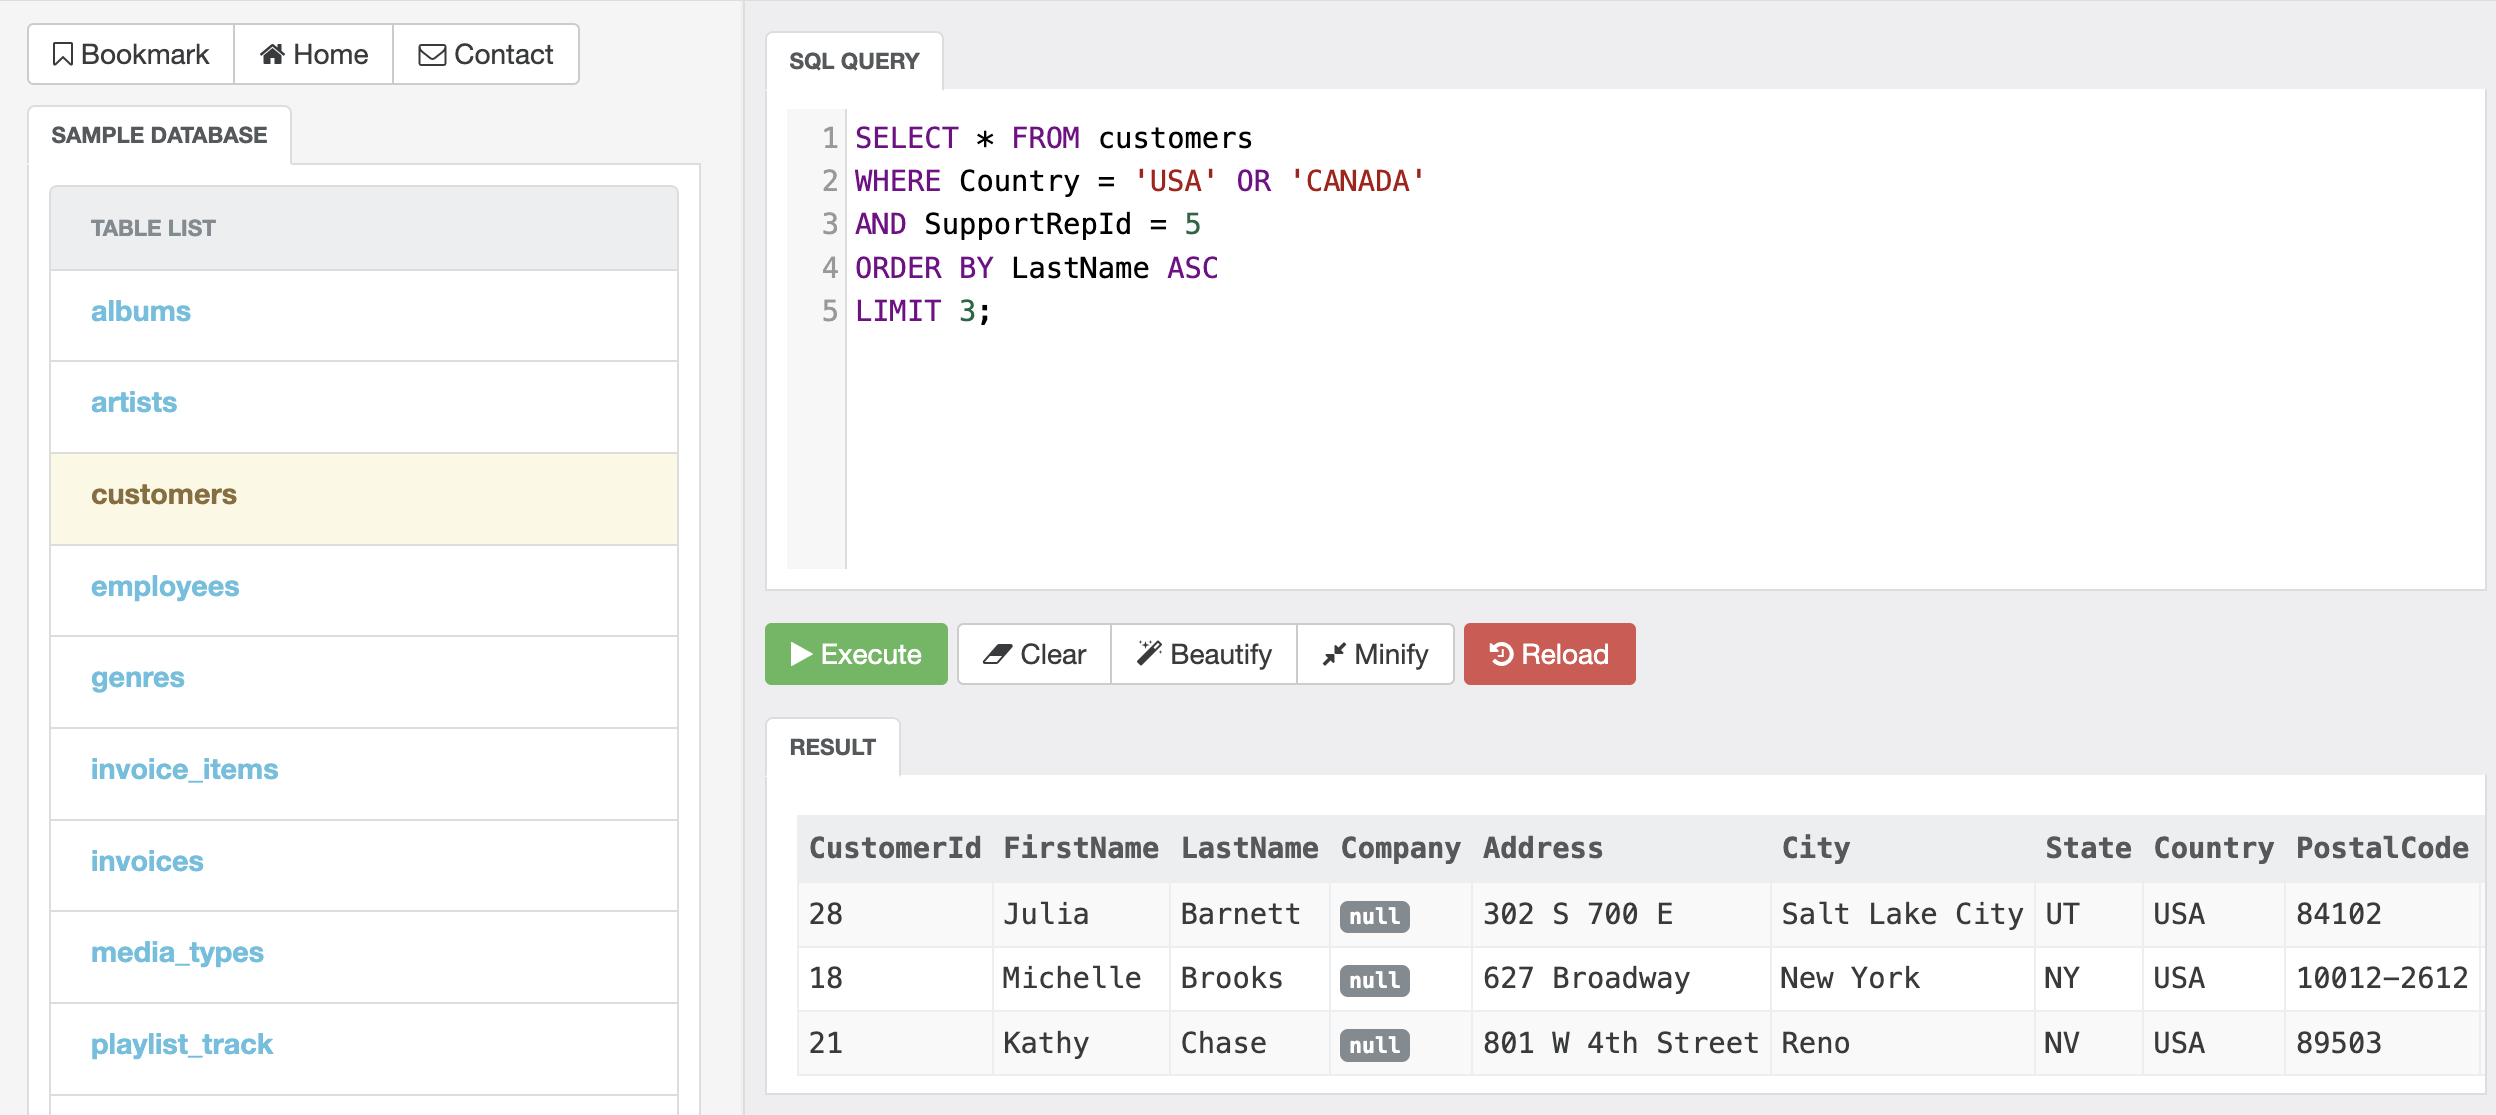 Bookmark Home Contact
SAMPLE DATABASE
TABLE LIST
albums
artists
customers
employees
genres
invoice_items
invoices
media_types
playlist_track
SQL QUERY
1 SELECT * FROM customers
2 WHERE Country = 'USA' OR 'CANADA'
3 AND SupportRepId = 5
4 ORDER BY LastName ASC
5 LIMIT 3;
Execute Clear Beautify Minify Reload
RESULT
CustomerId FirstName LastName Company Address City State Country PostalCode
28 Julia Barnett null 302 S 700 E Salt Lake City UT USA 84102
18 Michelle Brooks null 627 Broadway New York NY USA 10012-2612
21 Kathy Chase null 801 W 4th Street Reno NV USA 89503